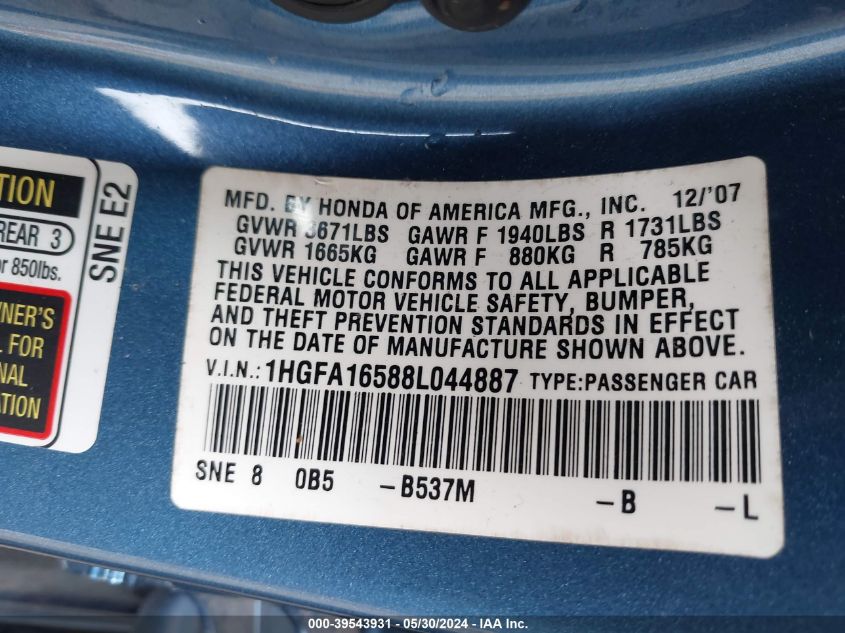 TION
REAR 3
or 850lbs.
SNE E2
WNER'S
L FOR
NAL
ATION
MFD. BY HONDA OF AMERICA MFG., INC. 12/'07
GVWR 3671LBS GAWR F 1940LBS R 1731LBS
GVWR 1665KG GAWR F 880KG R 785KG
THIS VEHICLE CONFORMS TO ALL APPLICABLE
FEDERAL MOTOR VEHICLE SAFETY, BUMPER,
AND THEFT PREVENTION STANDARDS IN EFFECT
ON THE DATE OF MANUFACTURE SHOWN ABOVE.
V.I.N.: 1HGFA16588L044887 TYPE:PASSENGER CAR
SNE 8 0B5 -B537M -B -L
000-39543931 - 05/30/2024 - IAA Inc.